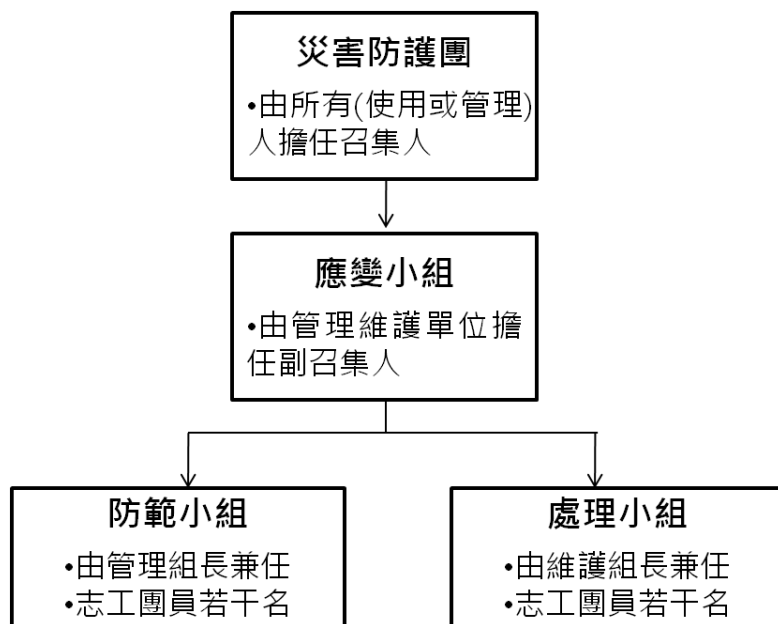 災害防護團
•由所有(使用或管理)
人擔任召集人
應變小組
•由管理維護單位擔
任副召集人
防範小組
•由管理組長兼任
•志工團員若干名
處理小組
•由維護組長兼任
•志工團員若干名